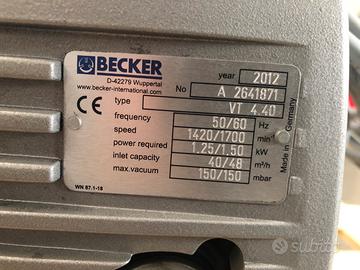 BECKER
year 2012
D-42279 Wuppertal
www.becker-international.com
No A 2641871
type VT 4.40
frequency 50/60 Hz
speed 1420/1700 min
power required 1.25/1.50 kW
inlet capacity 40/48 m³/h
max.vacuum 150/150 mbar
Made in Germany
WN 87.1-18
subito